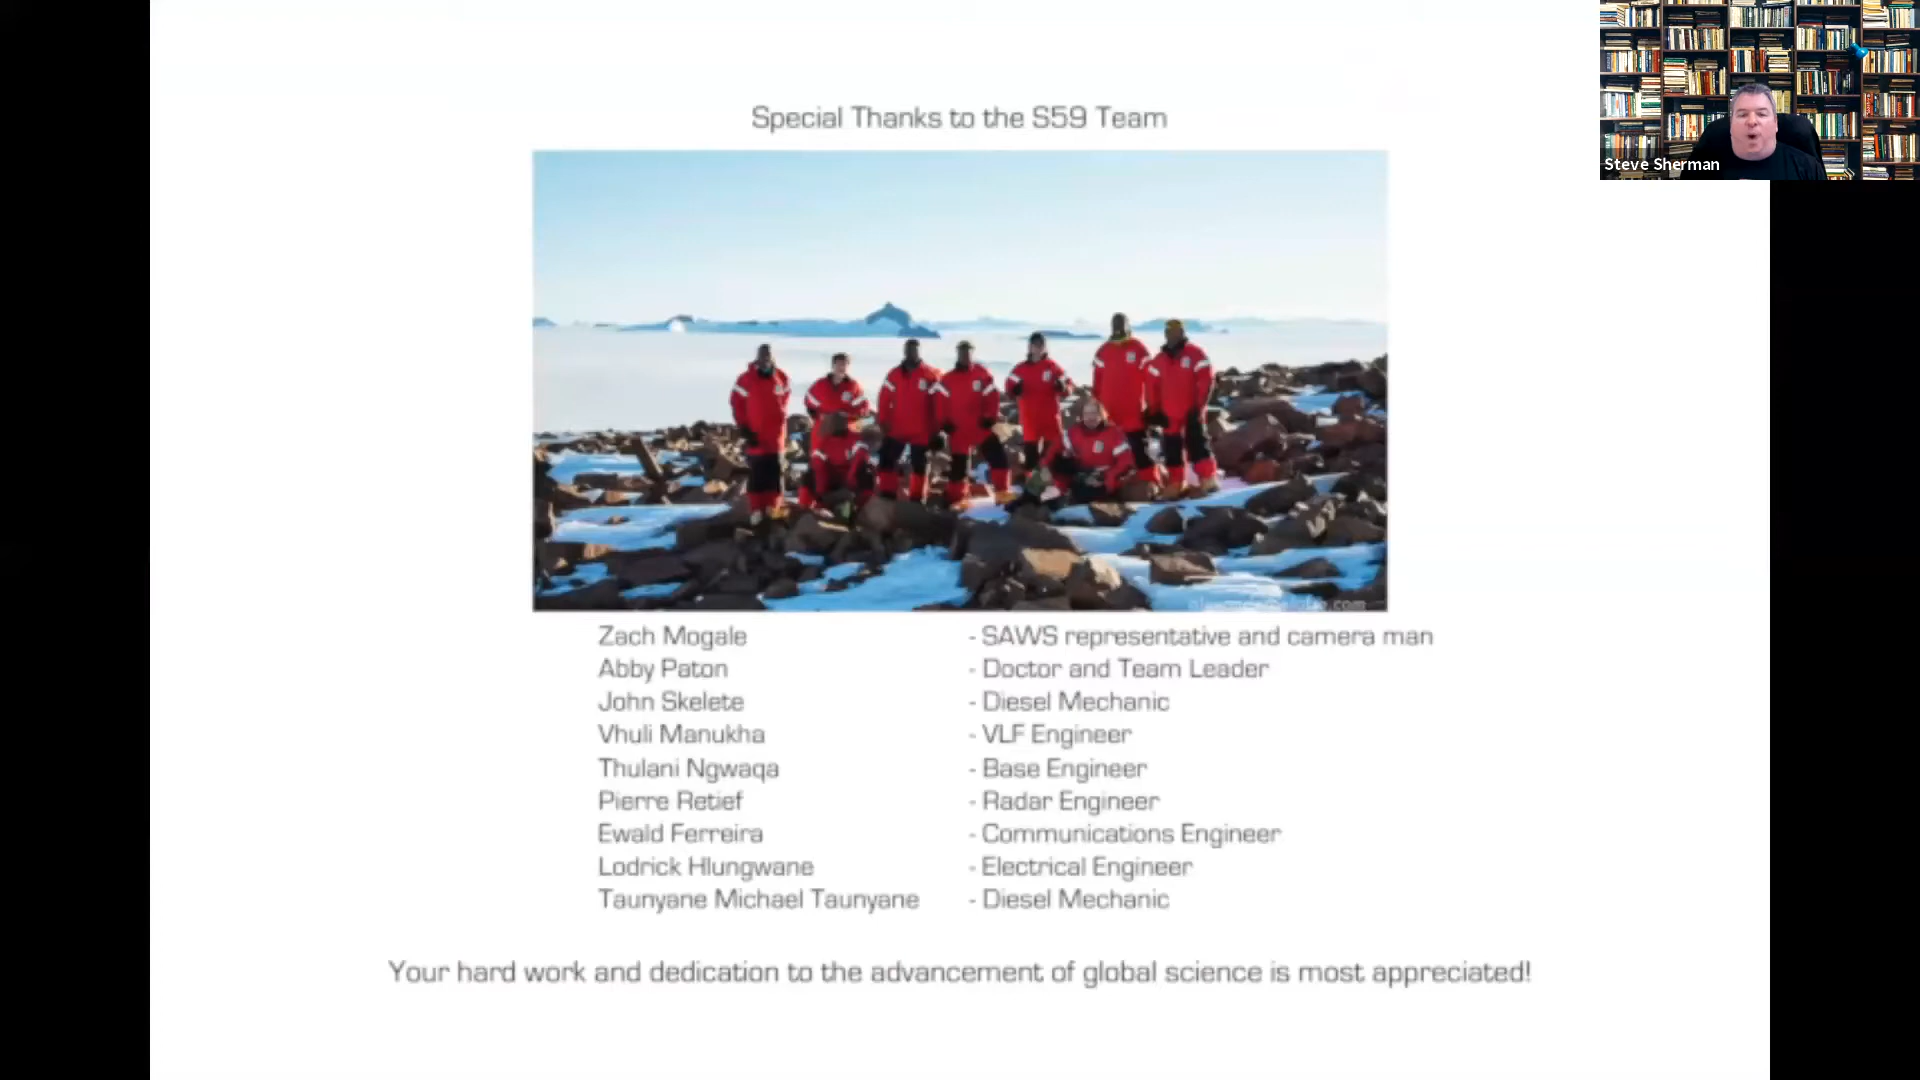 Special Thanks to the S59 Team
Steve Sherman
Zach Mogale - SAWS representative and camera man
Abby Paton - Doctor and Team Leader
John Skelete - Diesel Mechanic
Vhuli Manukha - VLF Engineer
Thulani Ngwaqa - Base Engineer
Pierre Retief - Radar Engineer
Ewald Ferreira - Communications Engineer
Lodrick Hlungwane - Electrical Engineer
Taunyane Michael Taunyane - Diesel Mechanic
Your hard work and dedication to the advancement of global science is most appreciated!